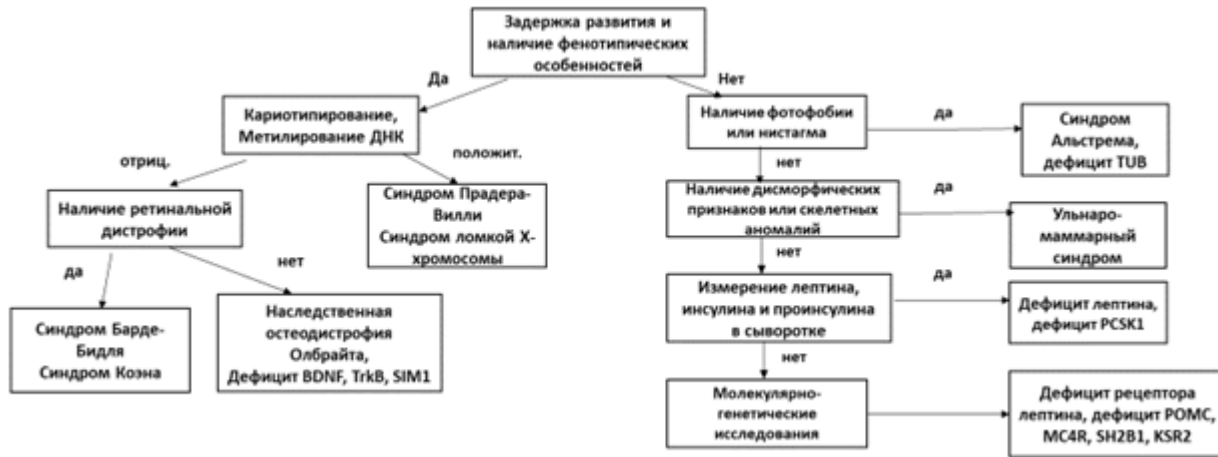 Задержка развития и
наличие фенотипических
особенностей
Да
Нет
Кариотипирование,
Метилирование ДНК
Наличие фотофобии
или нистагма
да
Синдром
Альстрема,
дефицит TUB
отриц.
положит.
нет
Наличие ретинальной
дистрофии
Синдром Прадера-
Вилли
Синдром ломкой X-
хромосомы
Наличие дисморфических
признаков или скелетных
аномалий
да
Ульнаро-
маммарный
синдром
да
нет
нет
Синдром Барде-
Бидля
Синдром Коэна
Наследственная
остеодистрофия
Олбрайта,
Дефицит BDNF, TrkB, SIM1
Измерение лептина,
инсулина и проинсулина
в сыворотке
да
Дефицит лептина,
дефицит PCSK1
нет
Молекулярно-
генетические
исследования
Дефицит рецептора
лептина, дефицит POMC,
MC4R, SH2B1, KSR2